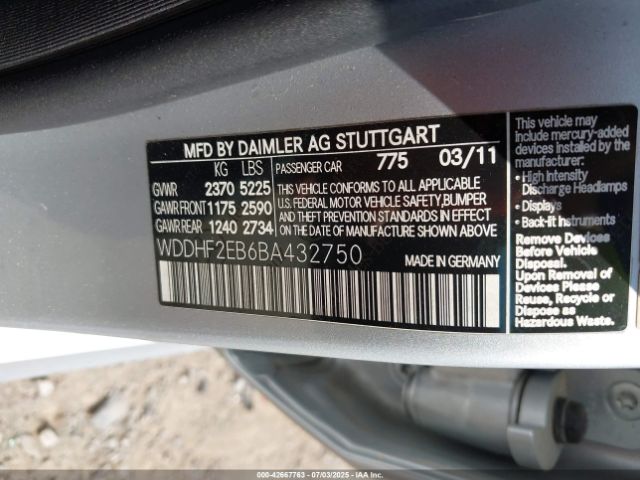 MFD BY DAIMLER AG STUTTGART
KG LBS
PASSENGER CAR 775 03/11
GVWR 2370 5225
GAWR FRONT 1175 2590
GAWR REAR 1240 2734
THIS VEHICLE CONFORMS TO ALL APPLICABLE
U.S. FEDERAL MOTOR VEHICLE SAFETY,BUMPER
AND THEFT PREVENTION STANDARDS IN EFFECT
ON THE DATE OF MANUFACTURE SHOWN ABOVE.
WDDHF2EB6BA432750
MADE IN GERMANY
This vehicle may
include mercury-added
devices installed by the
manufacturer:
• High Intensity
Discharge Headlamps
• Displays
• Back-lit Instruments
Remove Devices
Before Vehicle
Disposal.
Upon Removal of
Devices Please
Reuse, Recycle or
Dispose as
Hazardous Waste.
000-42667763 07/03/2025 IAAI.COM